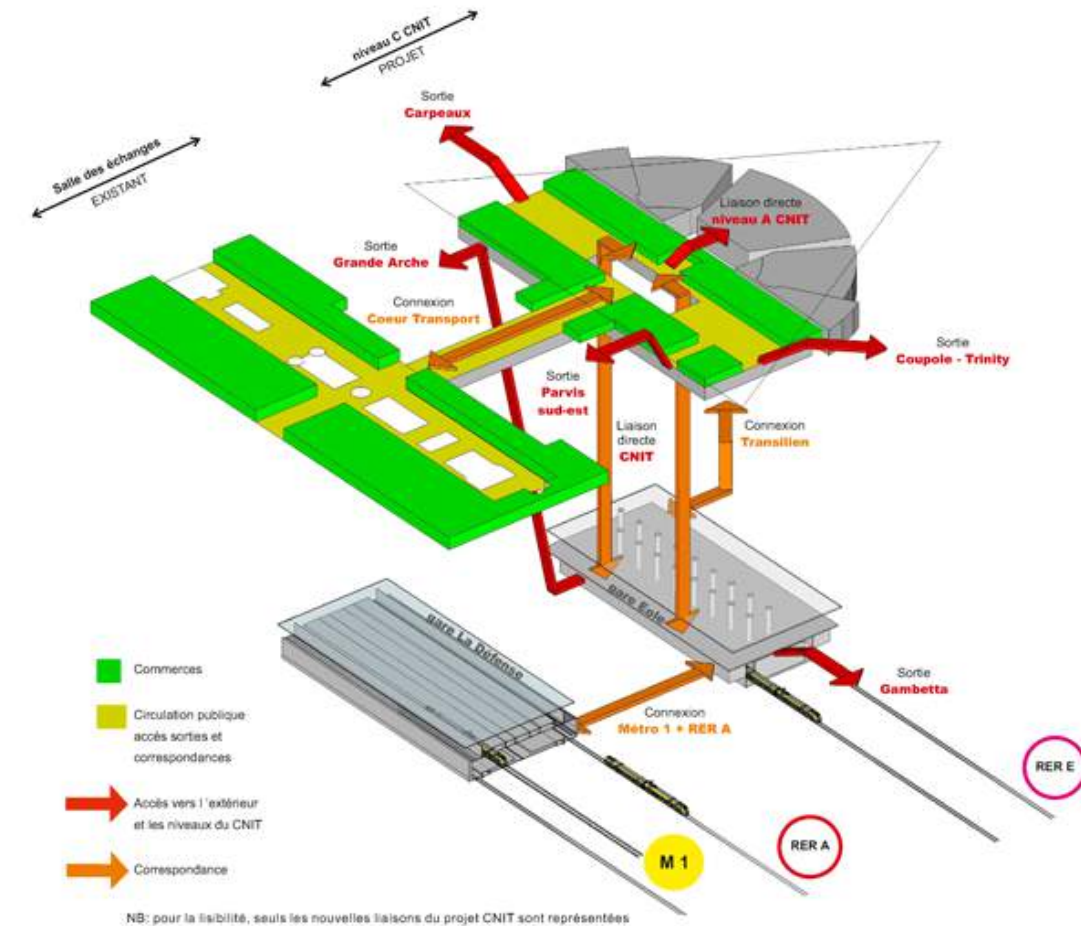 niveau C CNIT
PROJET
Salle des échanges
EXISTANT
Sortie
Carpeaux
Liaison directe
niveau A CNIT
Sortie
Grande Arche
Connexion
Coeur Transport
Sortie
Coupole - Trinity
Sortie
Parvis
sud-est
Liaison
directe
CNIT
Connexion
Transilien
gare Eole
gare La Défense
Sortie
Gambetta
Connexion
Métro 1 + RER A
Commerces
Circulation publique
accès sorties et
correspondances
Accès vers l 'extérieur
et les niveaux du CNIT
Correspondance
RER E
RER A
M 1
NB: pour la lisibilité, seuls les nouvelles liaisons du projet CNIT sont représentées